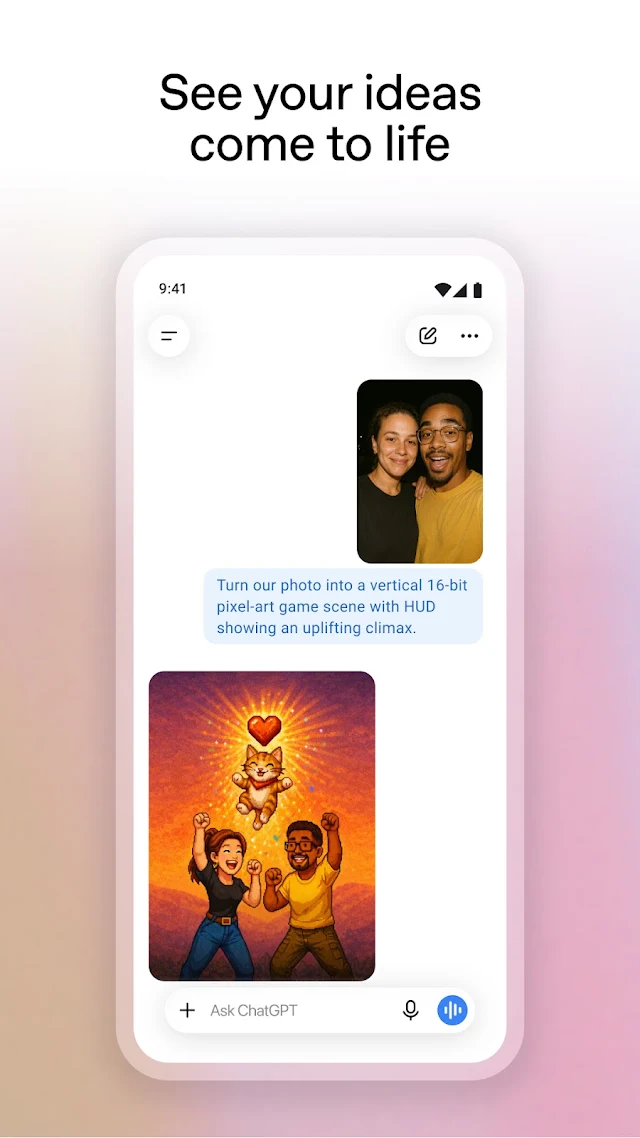 See your ideas
come to life
9:41
Turn our photo into a vertical 16-bit
pixel-art game scene with HUD
showing an uplifting climax.
Ask ChatGPT